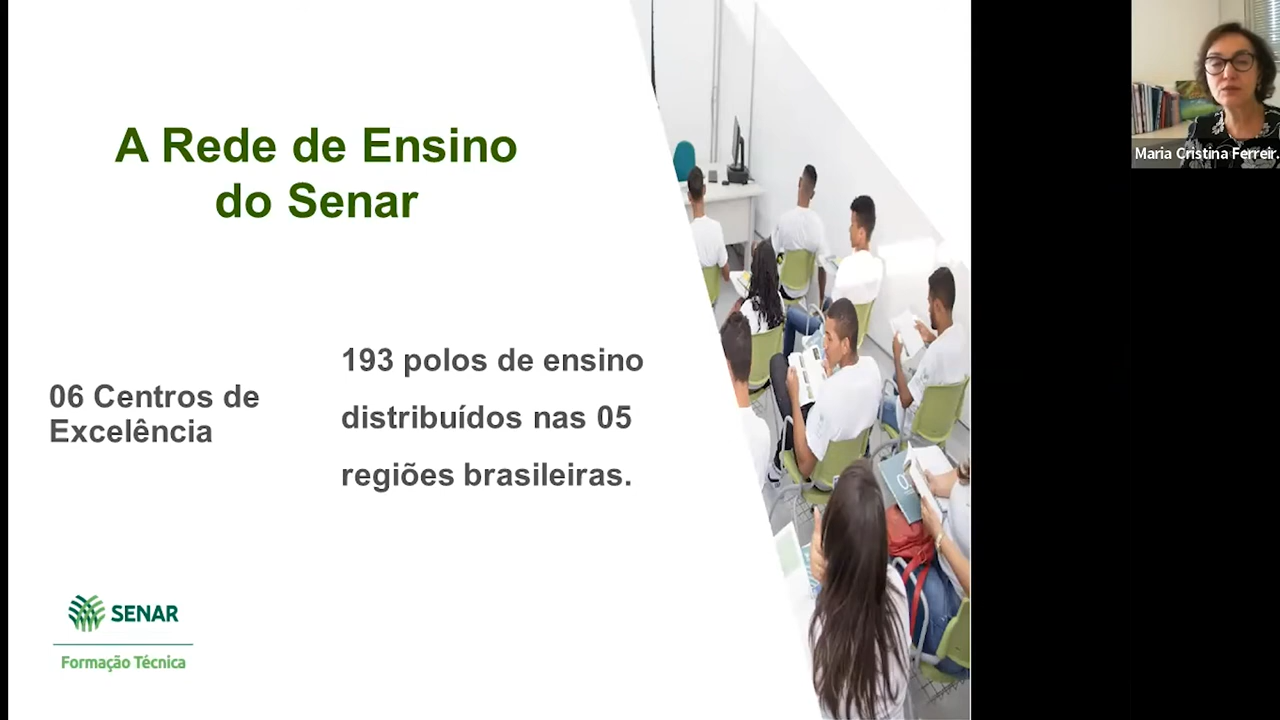 A Rede de Ensino
do Senar
06 Centros de
Excelência
193 polos de ensino
distribuídos nas 05
regiões brasileiras.
SENAR
Formação Técnica
Maria Cristina Ferreir.